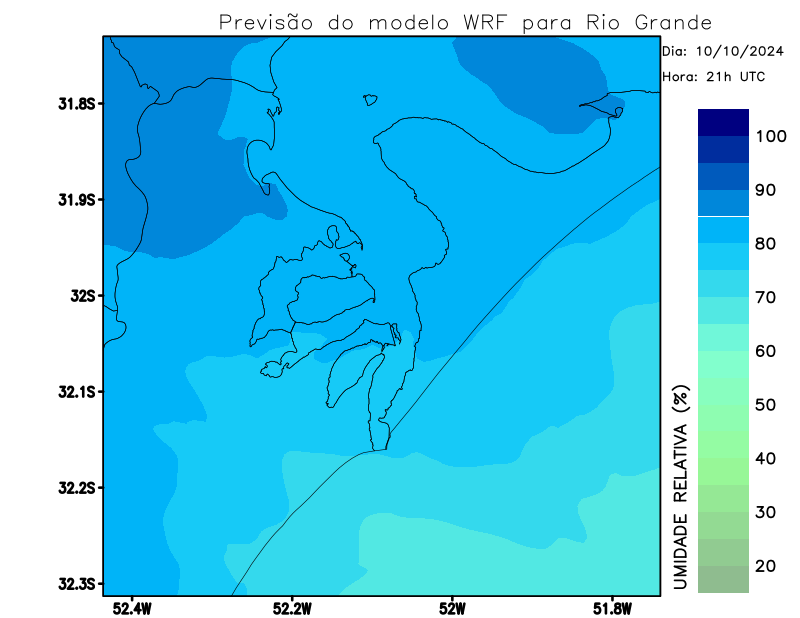 Previsão do modelo WRF para Rio Grande
Dia: 10/10/2024
Hora: 21h UTC
31.8S
31.9S
32S
32.1S
32.2S
32.3S
52.4W
52.2W
52W
51.8W
100
90
80
70
60
50
40
30
20
UMIDADE RELATIVA (%)